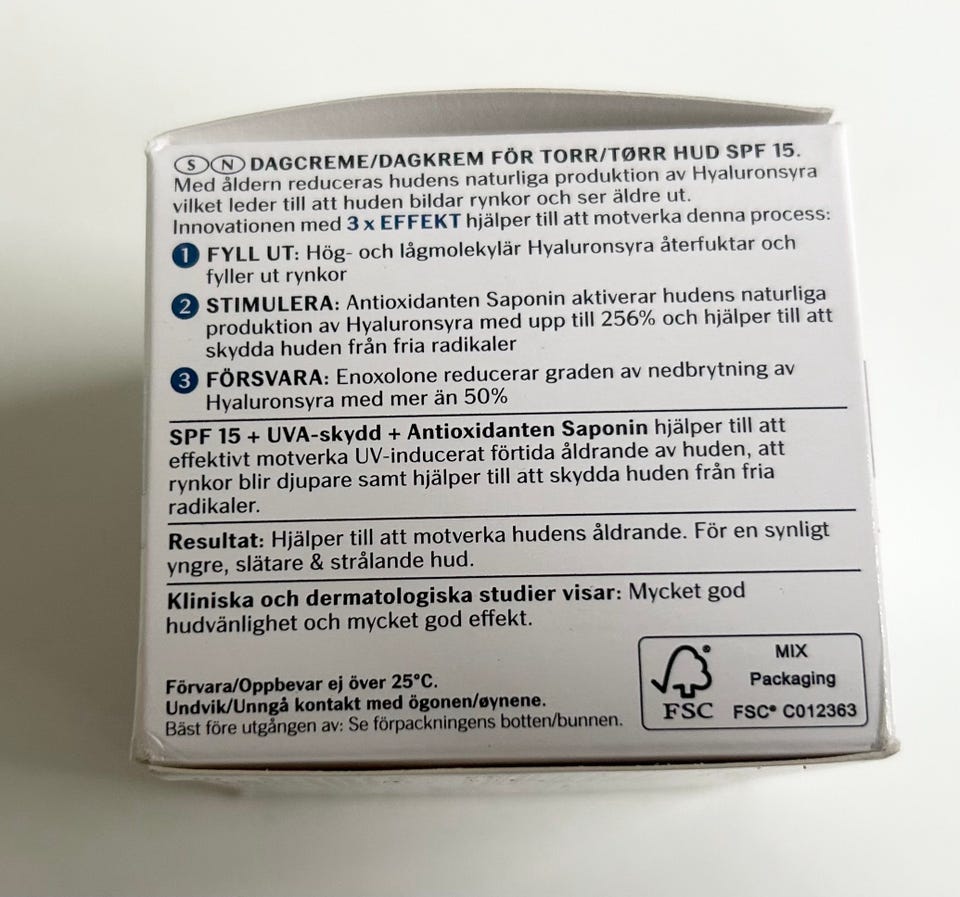 S N DAGCREME/DAGKREM FÖR TORR/TØRR HUD SPF 15.
Med åldern reduceras hudens naturliga produktion av Hyaluronsyra
vilket leder till att huden bildar rynkor och ser äldre ut.
Innovationen med 3 x EFFEKT hjälper till att motverka denna process:
1 FYLL UT: Hög- och lågmolekylär Hyaluronsyra återfuktar och
fyller ut rynkor
2 STIMULERA: Antioxidanten Saponin aktiverar hudens naturliga
produktion av Hyaluronsyra med upp till 256% och hjälper till att
skydda huden från fria radikaler
3 FÖRSVARA: Enoxolone reducerar graden av nedbrytning av
Hyaluronsyra med mer än 50%
SPF 15 + UVA-skydd + Antioxidanten Saponin hjälper till att
effektivt motverka UV-inducerat förtida åldrande av huden, att
rynkor blir djupare samt hjälper till att skydda huden från fria
radikaler.
Resultat: Hjälper till att motverka hudens åldrande. För en synligt
yngre, slätare & strålande hud.
Kliniska och dermatologiska studier visar: Mycket god
hudvänlighet och mycket god effekt.
Förvara/Oppbevar ej över 25°C.
Undvik/Unngå kontakt med ögonen/øynene.
Bäst före utgången av: Se förpackningens botten/bunnen.
MIX
Packaging
FSC FSC® C012363